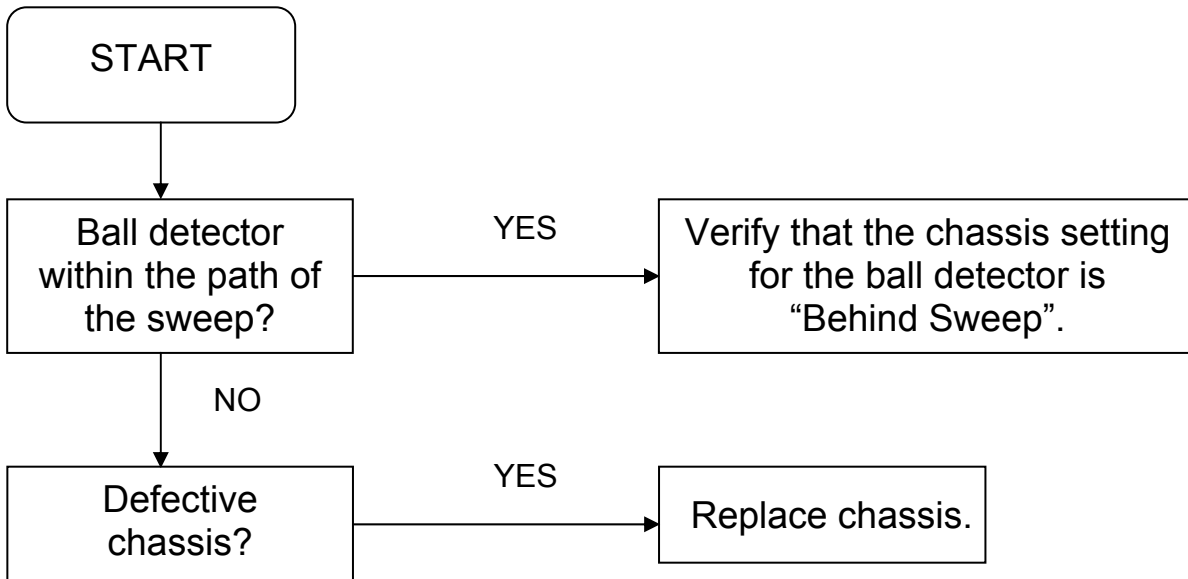 START
Ball detector
within the path of
the sweep?
YES
Verify that the chassis setting
for the ball detector is
“Behind Sweep”.
NO
Defective
chassis?
YES
Replace chassis.